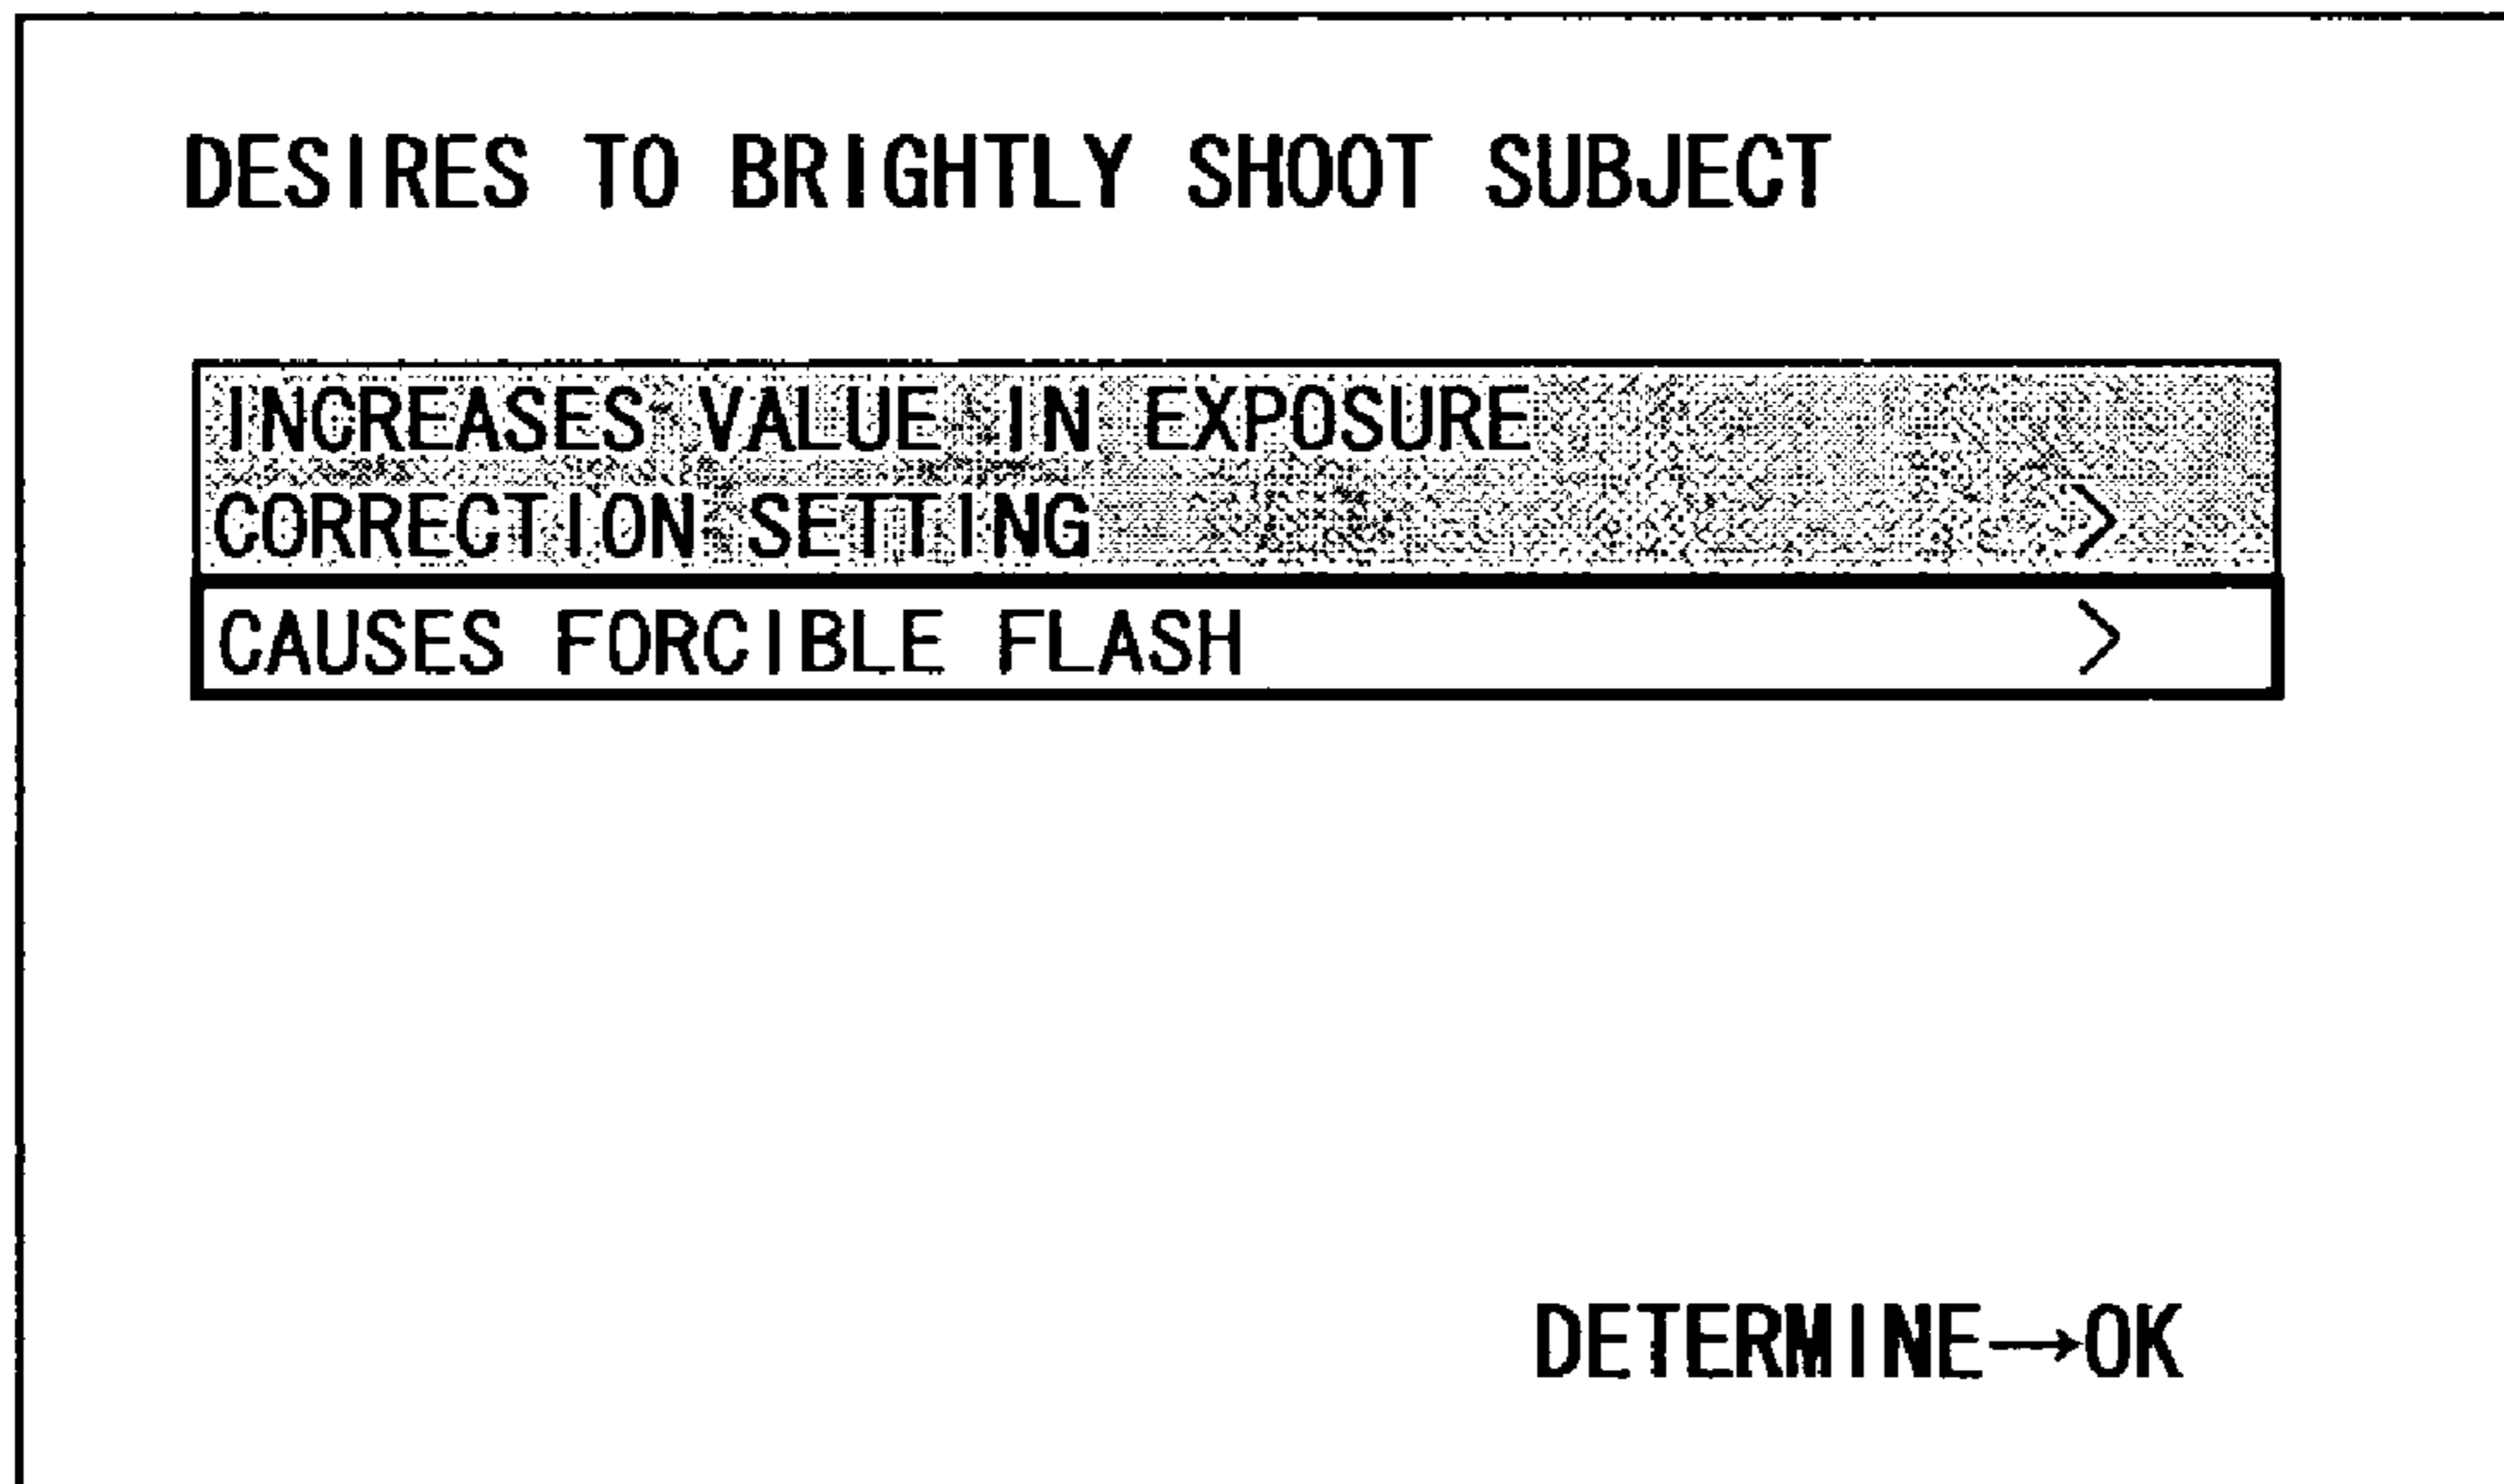 DESIRES TO BRIGHTLY SHOOT SUBJECT
INCREASES VALUE IN EXPOSURE
CORRECTION SETTING >
CAUSES FORCIBLE FLASH >
DETERMINE→OK